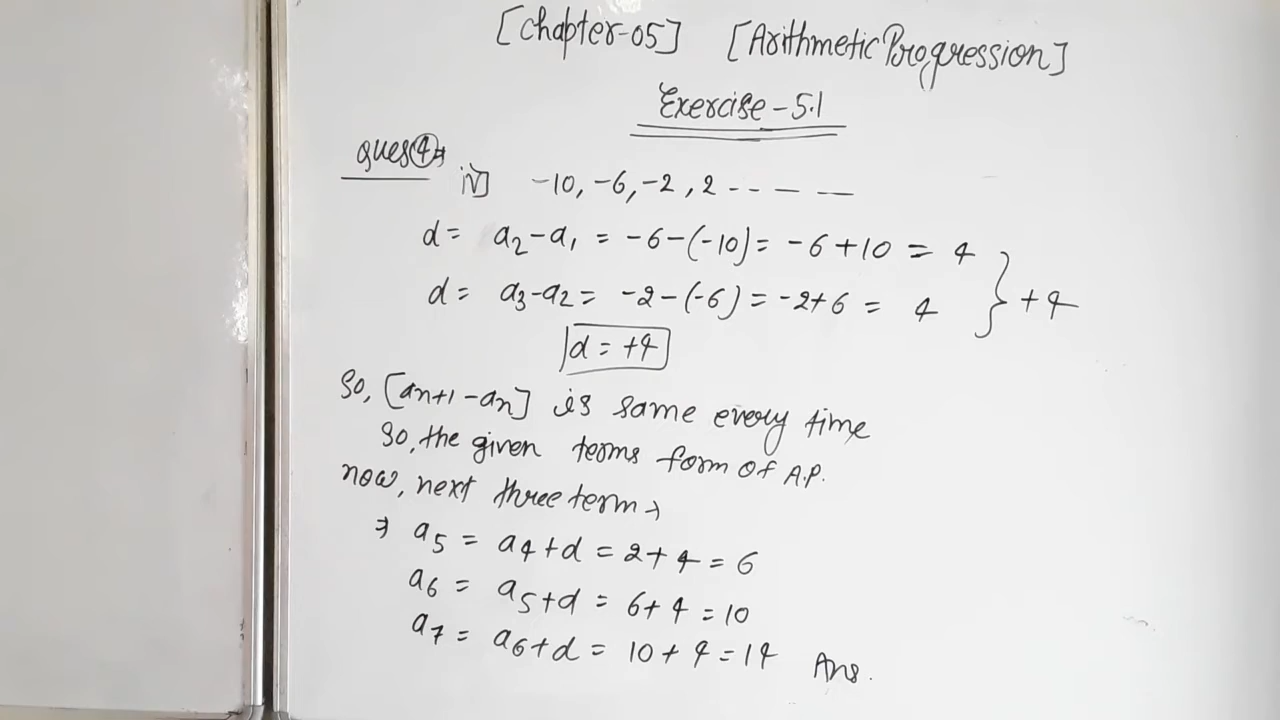 [Chapter-05] [Arithmetic Progression]
Exercise-5.1
Ques④⇒
iv] -10, -6, -2, 2 - - — —
d = a₂-a₁ = -6-(-10) = -6+10 = 4
d = a₃-a₂ = -2-(-6) = -2+6 = 4 } +4
d = +4
So, [an+1-an] is same every time
So, the given terms form of A.P.
now, next three term→
⇒ a₅ = a₄+d = 2+4 = 6
a₆ = a₅+d = 6+4 = 10
a₇ = a₆+d = 10+4 = 14 Ans.